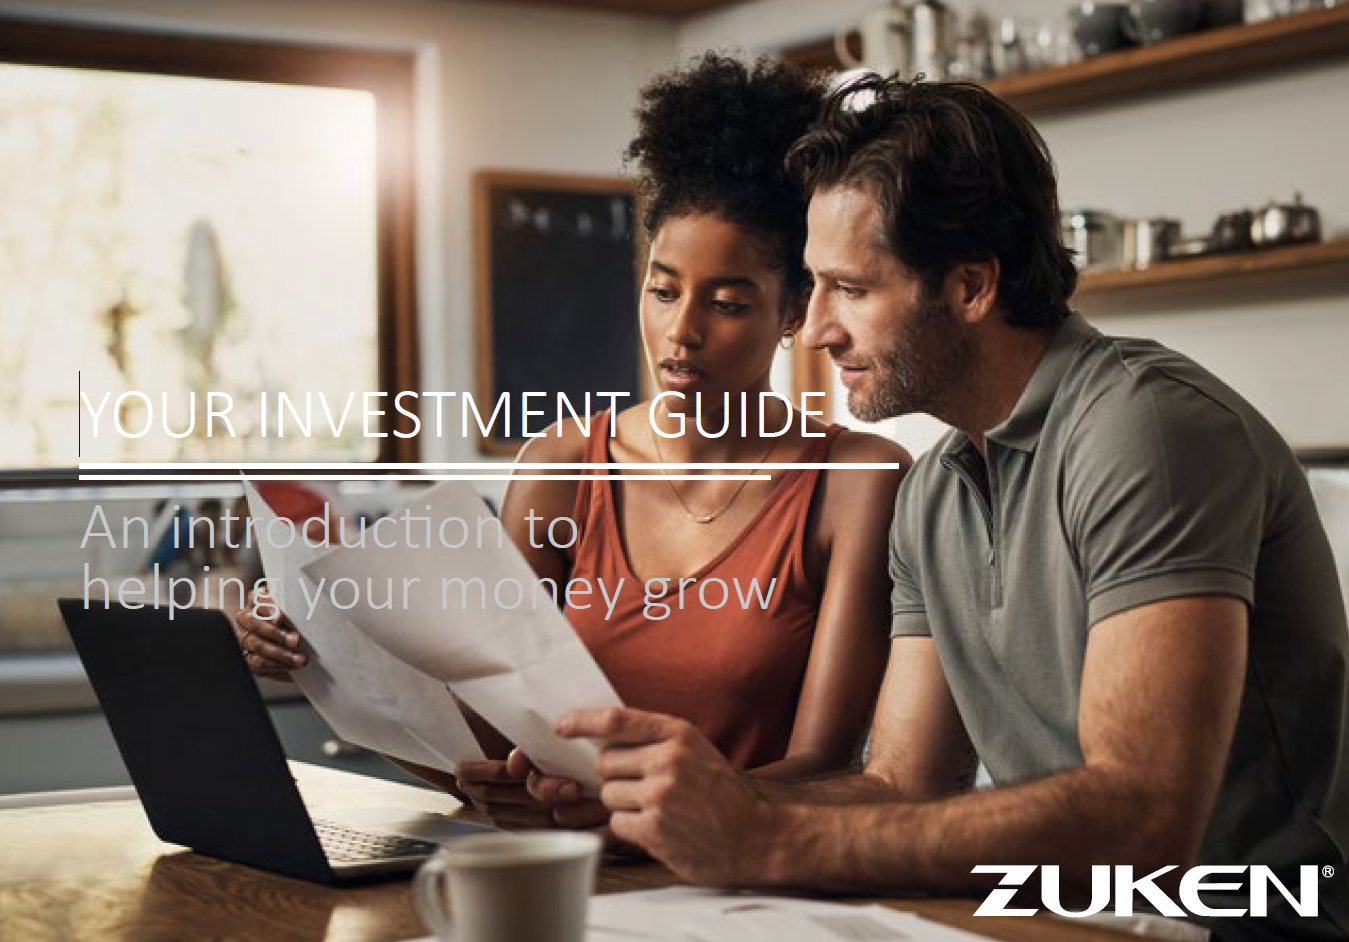 YOUR INVESTMENT GUIDE
An introduction to
helping your money grow
ZUKEN®